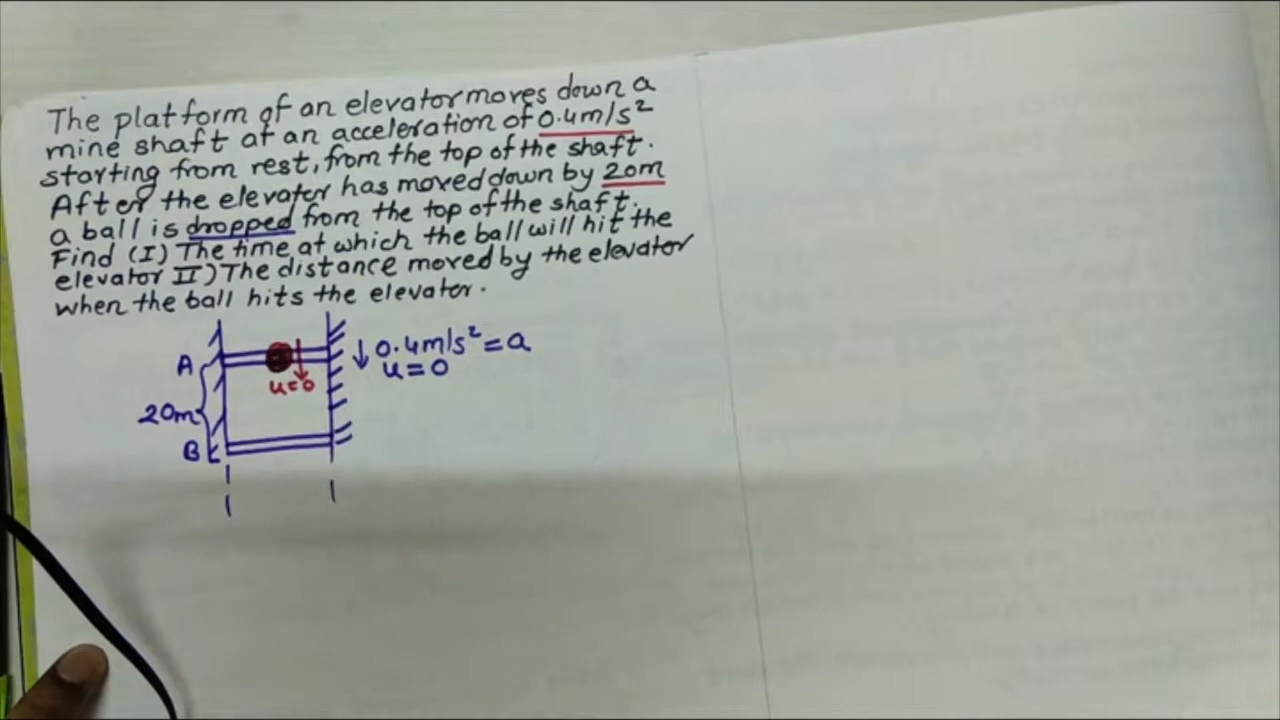 The platform of an elevator moves down a
mine shaft at an acceleration of 0.4m/s²
starting from rest, from the top of the shaft.
After the elevater has moved down by 20m
a ball is dropped from the top of the shaft.
Find (I) The time at which the ball will hit the
elevator II) The distance moved by the elevator
when the ball hits the elevator.
A
↓ 0.4m/s² = a
u=0
u=0
20m
B